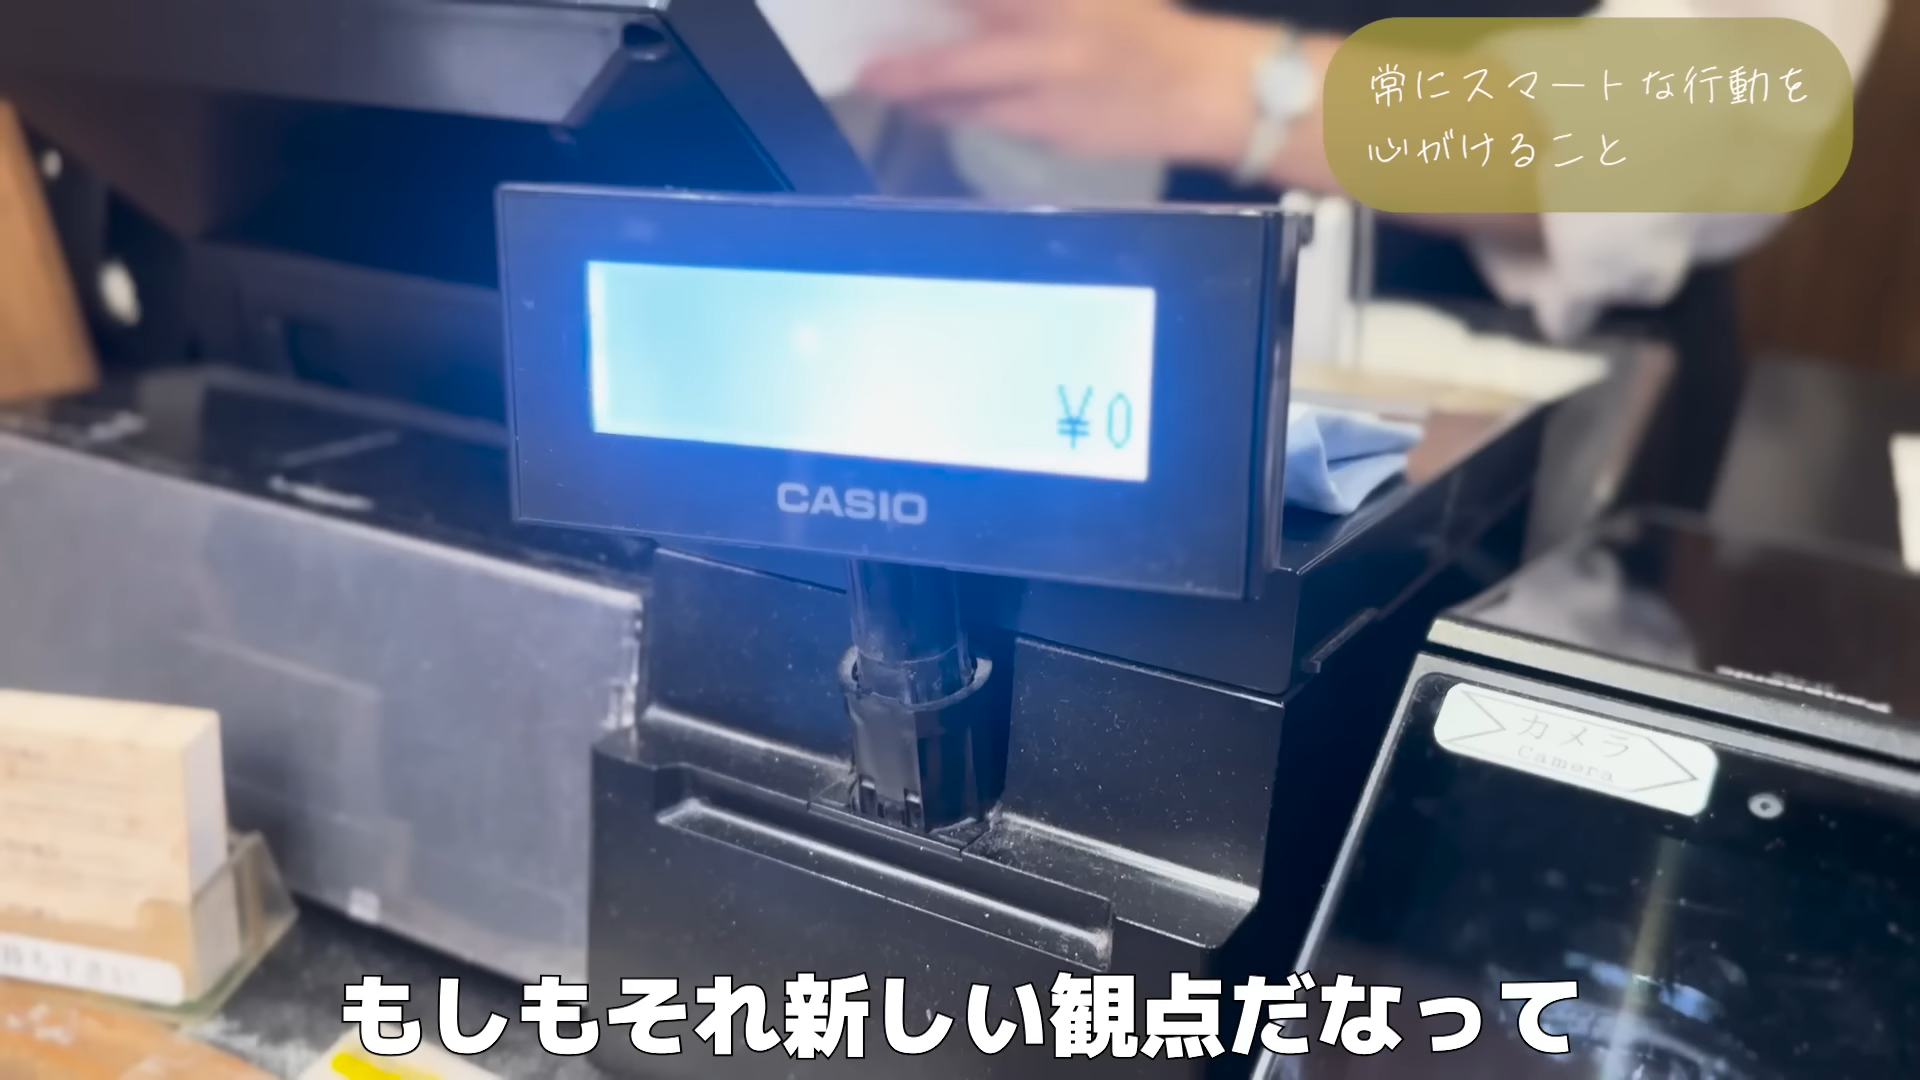 常にスマートな行動を
心がけること
¥0
CASIO
カメラ
Camera
もしもそれ新しい観点だなって